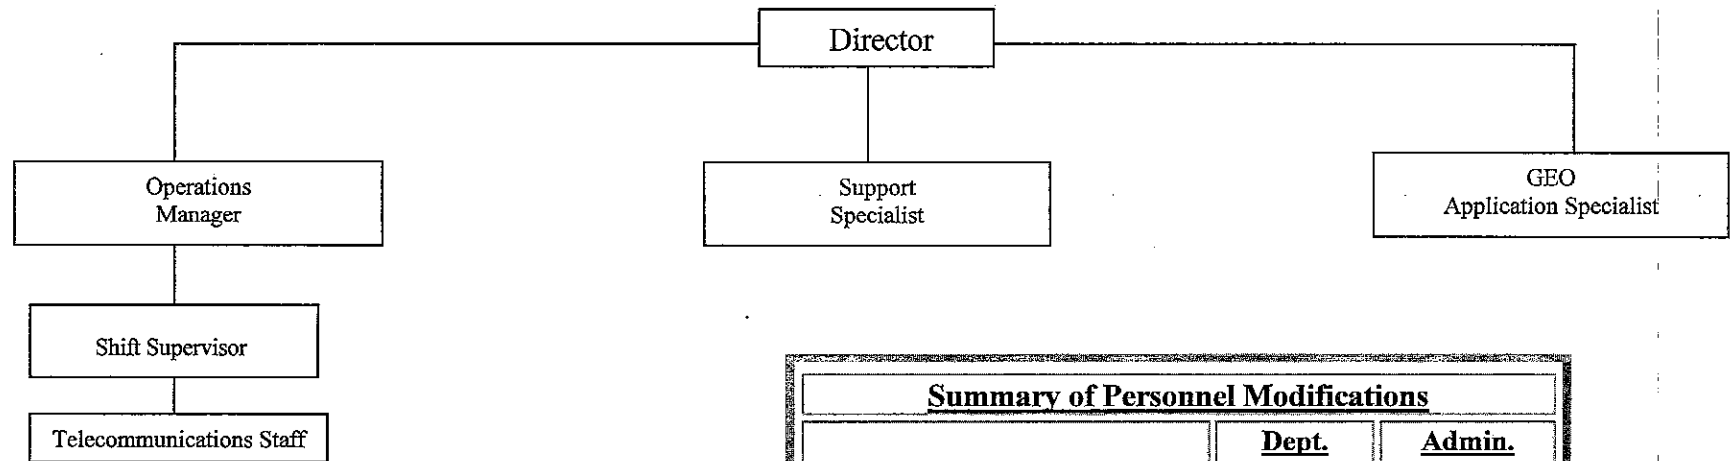 Director
Operations
Manager
Support
Specialist
GEO
Application Specialist
Shift Supervisor
Telecommunications Staff
Summary of Personnel Modifications
Dept.
Admin.